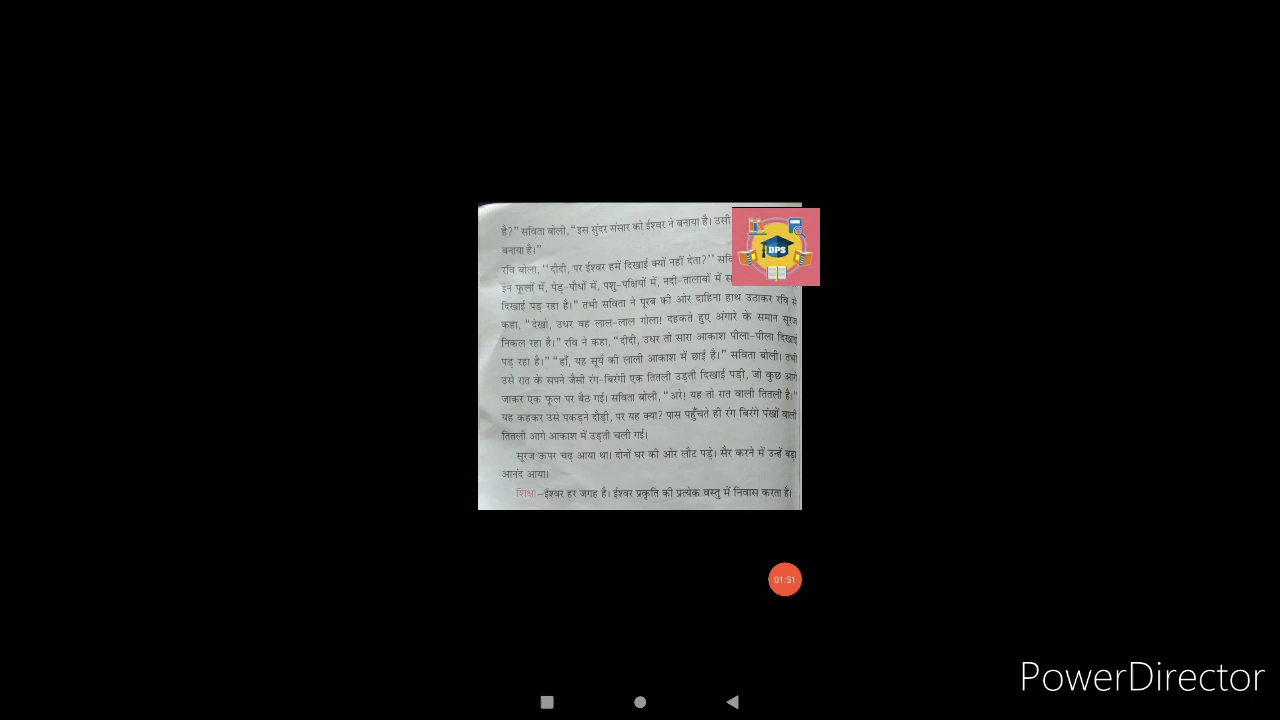 है?" सविता बोली, "इस सुंदर संसार को ईश्वर ने बनाया है। उसी
बनाया है।"
रवि बोला, ''दीदी, पर ईश्वर हमें दिखाई क्यों नहीं देता?''
इन फूलों में, पेड़-पौधों में, पशु-पक्षियों में, नदी-तालाबों में
दिखाई पड़ रहा है।" तभी सविता ने पूरब की ओर दाहिना हाथ उठाकर रवि से
कहा, "देखो, उधर वह लाल-लाल गोला! दहकते हुए अंगारे के समान सूरज
निकल रहा है।" रवि ने कहा, "दीदी, उधर तो सारा आकाश पीला-पीला दिखाई
पड़ रहा है।" "हाँ, यह सूर्य की लाली आकाश में छाई है।" सविता बोली। तभी
उसे रात के सपने जैसी रंग-बिरंगी एक तितली उड़ती दिखाई पड़ी, जो कुछ आगे
जाकर एक फूल पर बैठ गई। सविता बोली, "अरे! यह तो रात वाली तितली है।"
यह कहकर उसे पकड़ने दौड़ी, पर यह क्या? पास पहुँचते ही रंग बिरंगे पंखों वाली
तितली आगे आकाश में उड़ती चली गई।
सूरज ऊपर चढ़ आया था। दोनों घर की ओर लौट पड़े। सैर करने में उन्हें बड़ा
आनंद आया।
शिक्षा-ईश्वर हर जगह है। ईश्वर प्रकृति की प्रत्येक वस्तु में निवास करता है।
DPS
01:51
PowerDirector